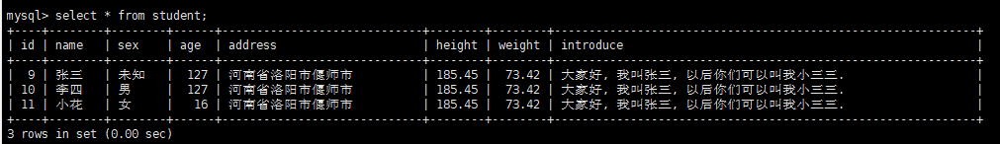 mysql> select * from student;
| id | name | sex | age | address | height | weight | introduce |
| 9 | 张三 | 未知 | 127 | 河南省洛阳市偃师市 | 185.45 | 73.42 | 大家好, 我叫张三, 以后你们可以叫我小三三. |
| 10 | 李四 | 男 | 127 | 河南省洛阳市偃师市 | 185.45 | 73.42 | 大家好, 我叫张三, 以后你们可以叫我小三三. |
| 11 | 小花 | 女 | 16 | 河南省洛阳市偃师市 | 185.45 | 73.42 | 大家好, 我叫张三, 以后你们可以叫我小三三. |
3 rows in set (0.00 sec)